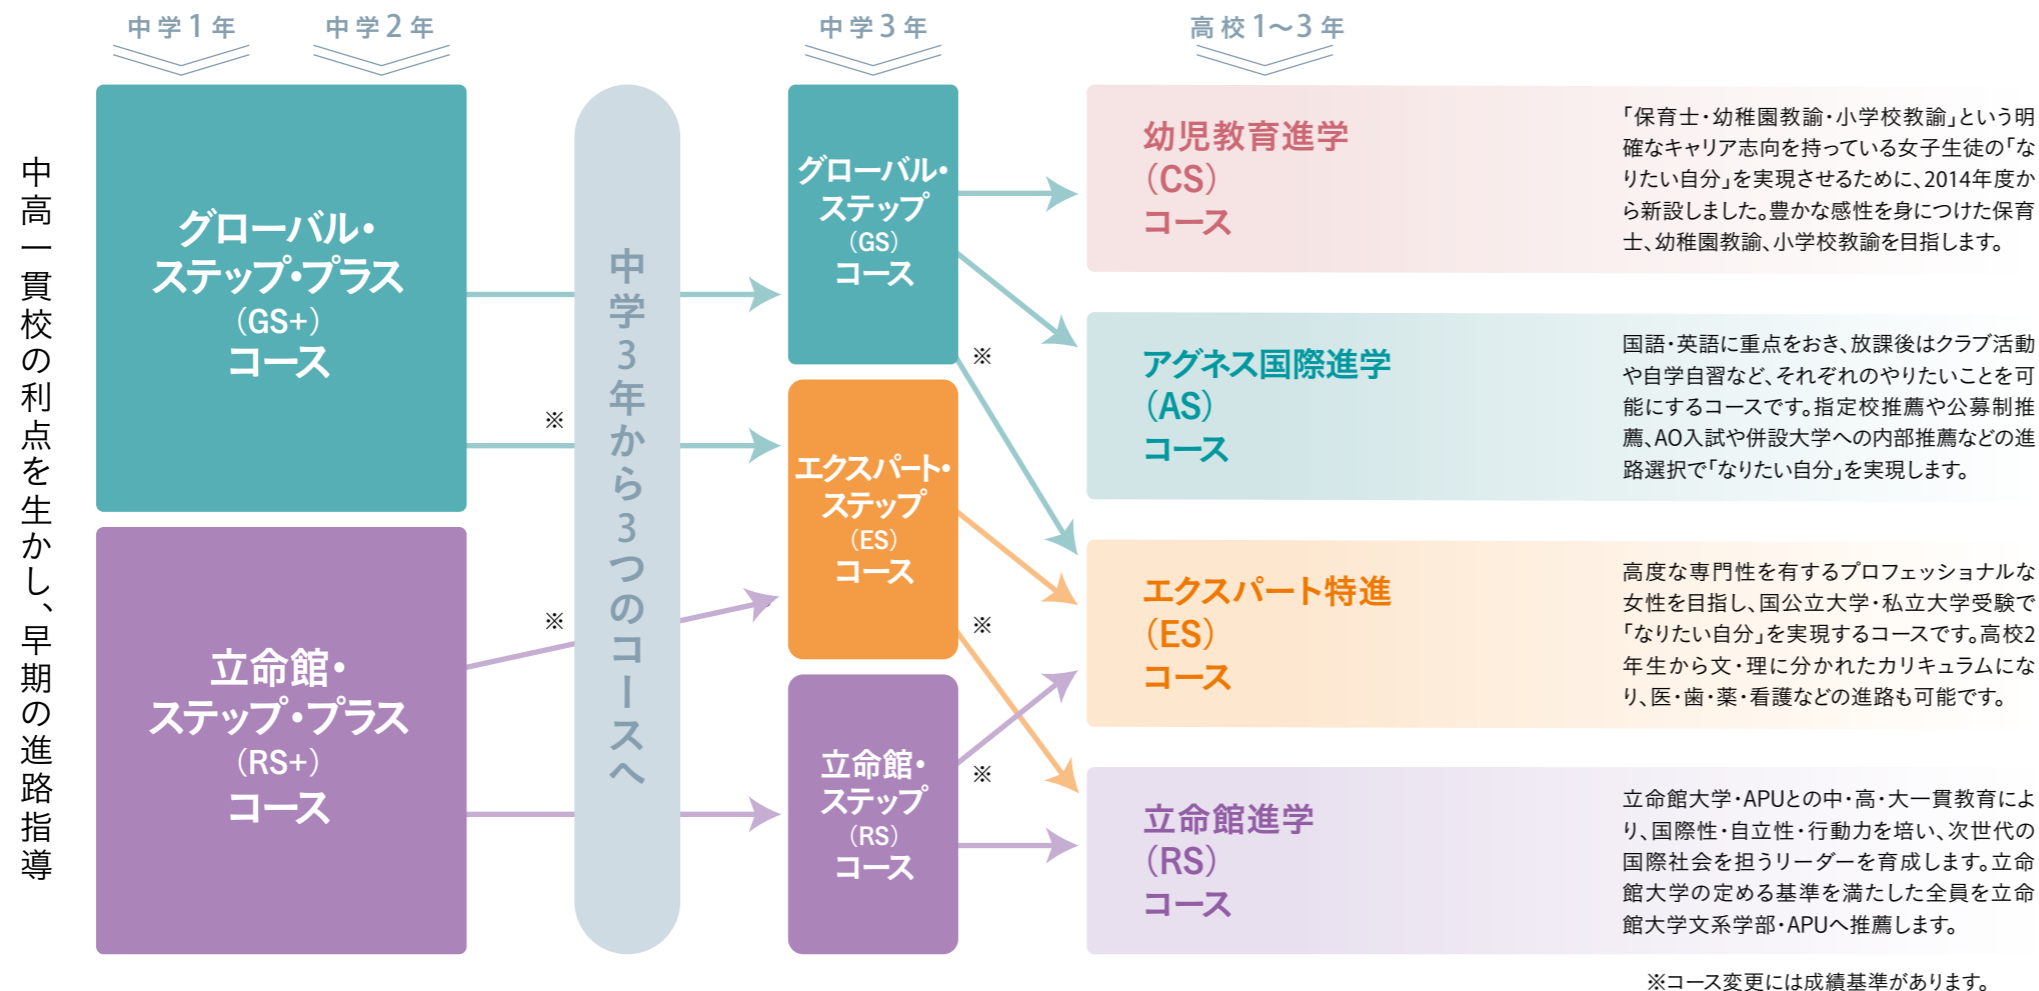 中学1年
中学2年
中学3年
高校1〜3年
中高一貫校の利点を生かし、早期の進路指導
グローバル・
ステップ・プラス
（GS+）
コース
立命館・
ステップ・プラス
（RS+）
コース
※
※
中学3年から3つのコースへ
グローバル・
ステップ
（GS）
コース
エクスパート・
ステップ
（ES）
コース
立命館・
ステップ
（RS）
コース
※
※
※
幼児教育進学
（CS）
コース
「保育士・幼稚園教諭・小学校教諭」という明
確なキャリア志向を持っている女子生徒の「な
りたい自分」を実現させるために、2014年度か
ら新設しました。豊かな感性を身につけた保育
士、幼稚園教諭、小学校教諭を目指します。
アグネス国際進学
（AS）
コース
国語・英語に重点をおき、放課後はクラブ活動
や自学自習など、それぞれのやりたいことを可
能にするコースです。指定校推薦や公募制推
薦、AO入試や併設大学への内部推薦などの進
路選択で「なりたい自分」を実現します。
エクスパート特進
（ES）
コース
高度な専門性を有するプロフェッショナルな
女性を目指し、国公立大学・私立大学受験で
「なりたい自分」を実現するコースです。高校2
年生から文・理に分かれたカリキュラムにな
り、医・歯・薬・看護などの進路も可能です。
立命館進学
（RS）
コース
立命館大学・APUとの中・高・大一貫教育によ
り、国際性・自立性・行動力を培い、次世代の
国際社会を担うリーダーを育成します。立命
館大学の定める基準を満たした全員を立命
館大学文系学部・APUへ推薦します。
※コース変更には成績基準があります。